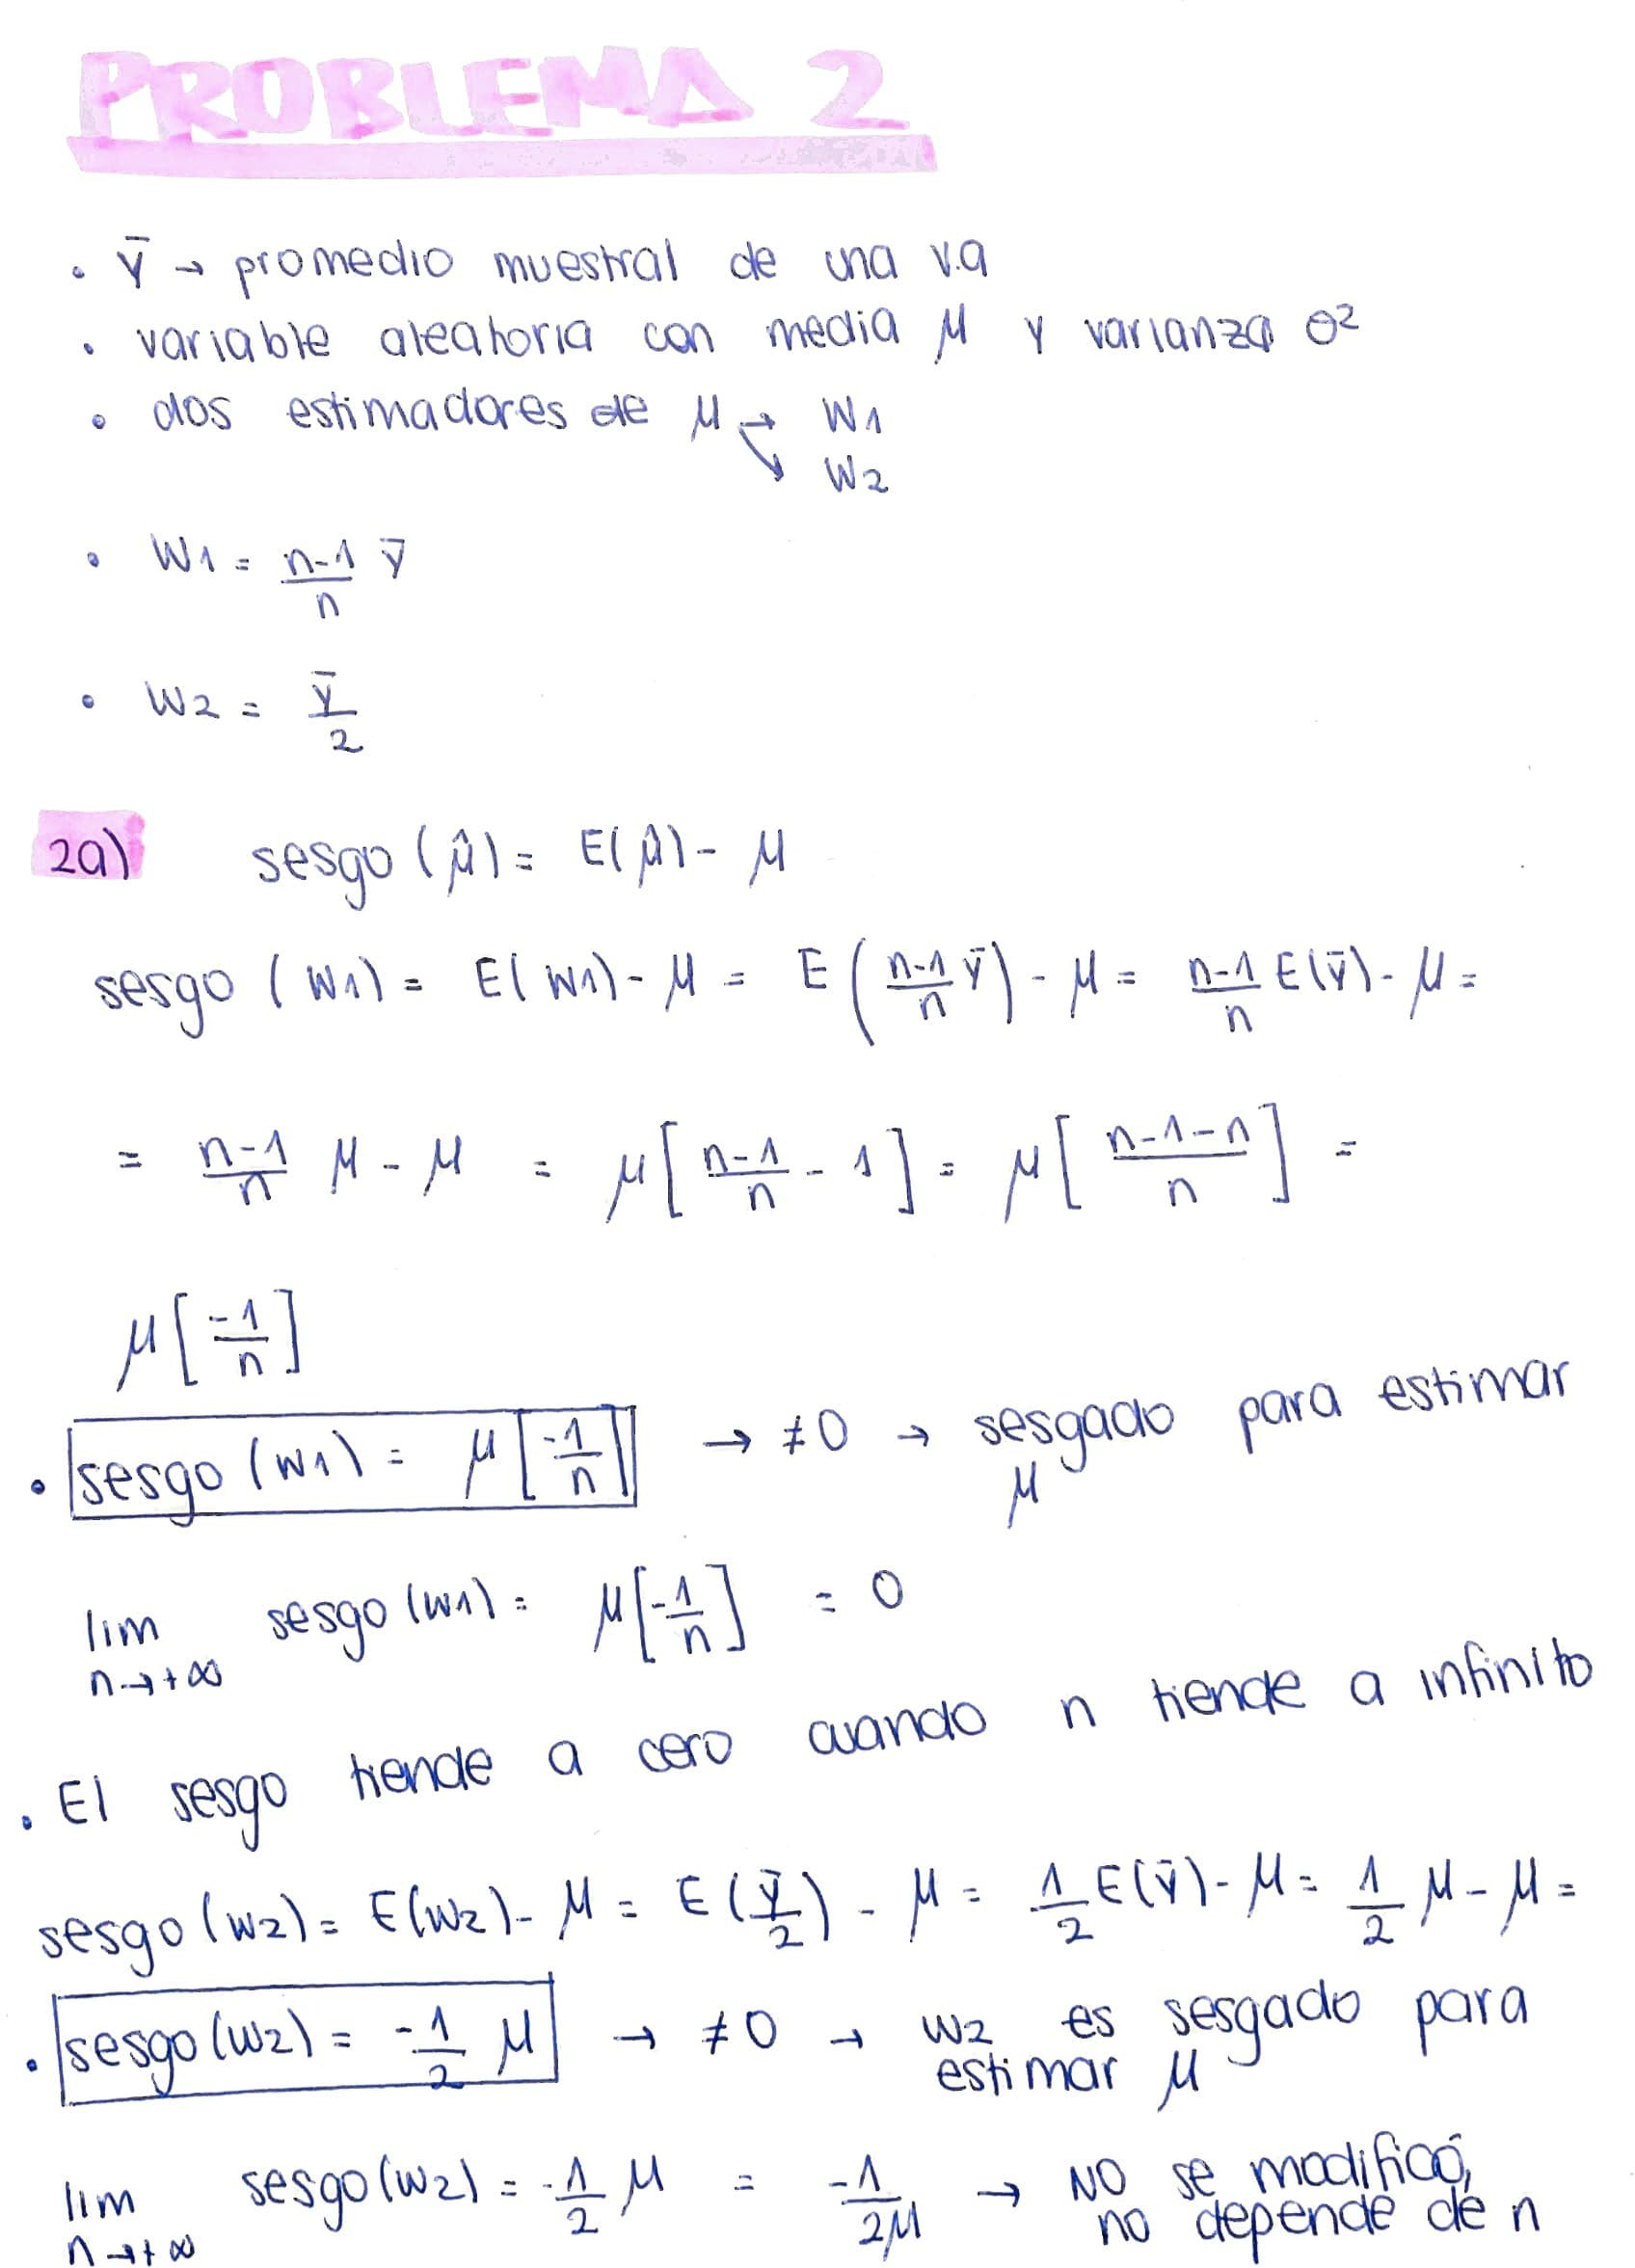 PROBLEMA 2
• Ȳ → promedio muestral de una v.a
• variable aleatoria con media μ y varianza σ²
• dos estimadores de μ → W1
↘ W2
• W1 = n-1/n Ȳ
• W2 = Ȳ/2
2a) sesgo (μ̂) = E(μ̂) - μ
sesgo (W1) = E(W1) - μ = E(n-1/n Ȳ) - μ = n-1/n E(Ȳ) - μ =
= n-1/n μ - μ = μ[n-1/n - 1] = μ[n-1-n/n] =
μ[-1/n]
• sesgo (W1) = μ[-1/n] → ≠0 → sesgado para estimar
μ
lim sesgo (W1) = μ[-1/n] = 0
n→+∞
• El sesgo tiende a cero cuando n tiende a infinito
sesgo (W2) = E(W2) - μ = E(Ȳ/2) - μ = 1/2 E(Ȳ) - μ = 1/2 μ - μ =
• sesgo (W2) = -1/2 μ → ≠0 → W2 es sesgado para
estimar μ
lim sesgo (W2) = -1/2 μ = -1/2μ → NO se modificó,
n→+∞ no depende de n